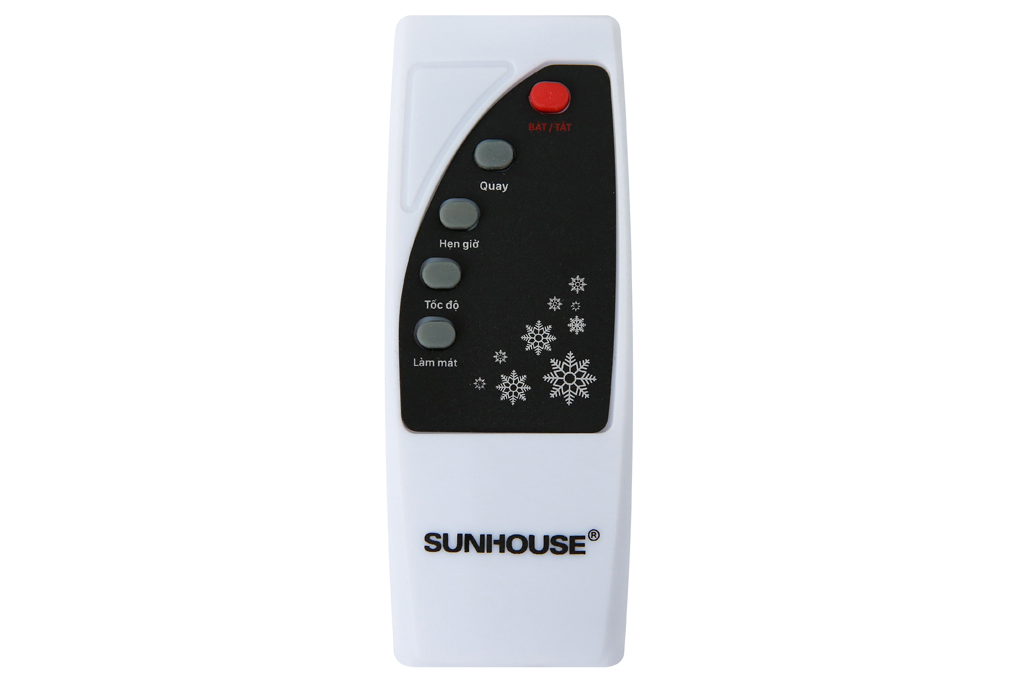 BẬT / TẮT
Quay
Hẹn giờ
Tốc độ
Làm mát
SUNHOUSE®